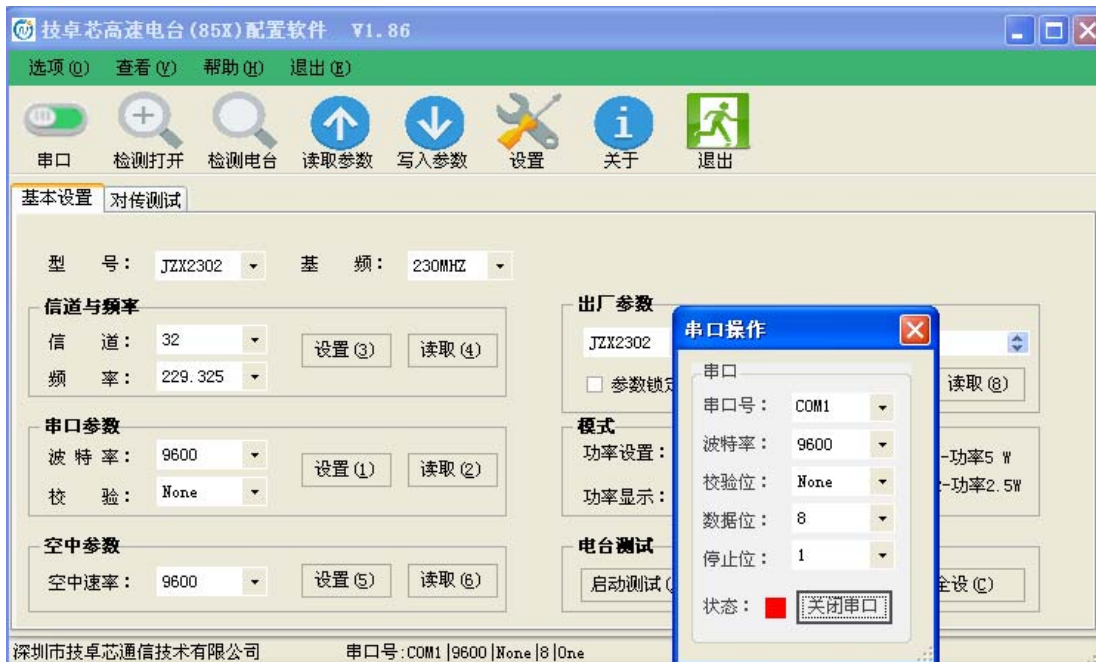 技卓芯高速电台(85X)配置软件 V1.86
选项(O) 查看(V) 帮助(H) 退出(E)
串口 检测打开 检测电台 读取参数 写入参数 设置 关于 退出
基本设置 对传测试
型 号： JZX2302 基 频： 230MHZ
信道与频率
信 道： 32 设置(3) 读取(4)
频 率： 229.325
串口参数
波 特 率： 9600 设置(1) 读取(2)
校 验： None
空中参数
空中速率： 9600 设置(5) 读取(6)
出厂参数
JZX2302
参数锁定 读取(8)
模式
功率设置： -功率5 W
功率显示： -功率2.5W
电台测试
启动测试( 全设(C)
串口操作
串口
串口号： COM1
波特率： 9600
校验位： None
数据位： 8
停止位： 1
状态： 关闭串口
深圳市技卓芯通信技术有限公司 串口号:COM1|9600|None|8|One